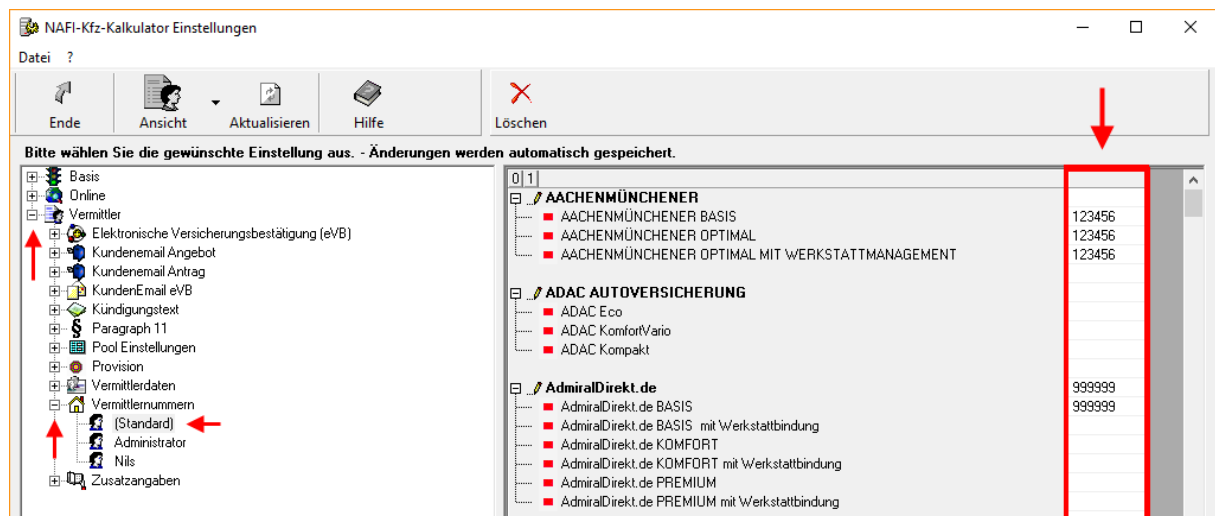 NAFI-Kfz-Kalkulator Einstellungen
Datei ?
Ende Ansicht Aktualisieren Hilfe Löschen
Bitte wählen Sie die gewünschte Einstellung aus. - Änderungen werden automatisch gespeichert.
Basis
Online
Vermittler
Elektronische Versicherungsbestätigung (eVB)
Kundenemail Angebot
Kundenemail Antrag
KundenEmail eVB
Kündigungstext
Paragraph 11
Pool Einstellungen
Provision
Vermittlerdaten
Vermittlernummern
(Standard)
Administrator
Nils
Zusatzangaben
0 1
AACHENMÜNCHENER
AACHENMÜNCHENER BASIS 123456
AACHENMÜNCHENER OPTIMAL 123456
AACHENMÜNCHENER OPTIMAL MIT WERKSTATTMANAGEMENT 123456
ADAC AUTOVERSICHERUNG
ADAC Eco
ADAC KomfortVario
ADAC Kompakt
AdmiralDirekt.de 999999
AdmiralDirekt.de BASIS 999999
AdmiralDirekt.de BASIS mit Werkstattbindung
AdmiralDirekt.de KOMFORT
AdmiralDirekt.de KOMFORT mit Werkstattbindung
AdmiralDirekt.de PREMIUM
AdmiralDirekt.de PREMIUM mit Werkstattbindung